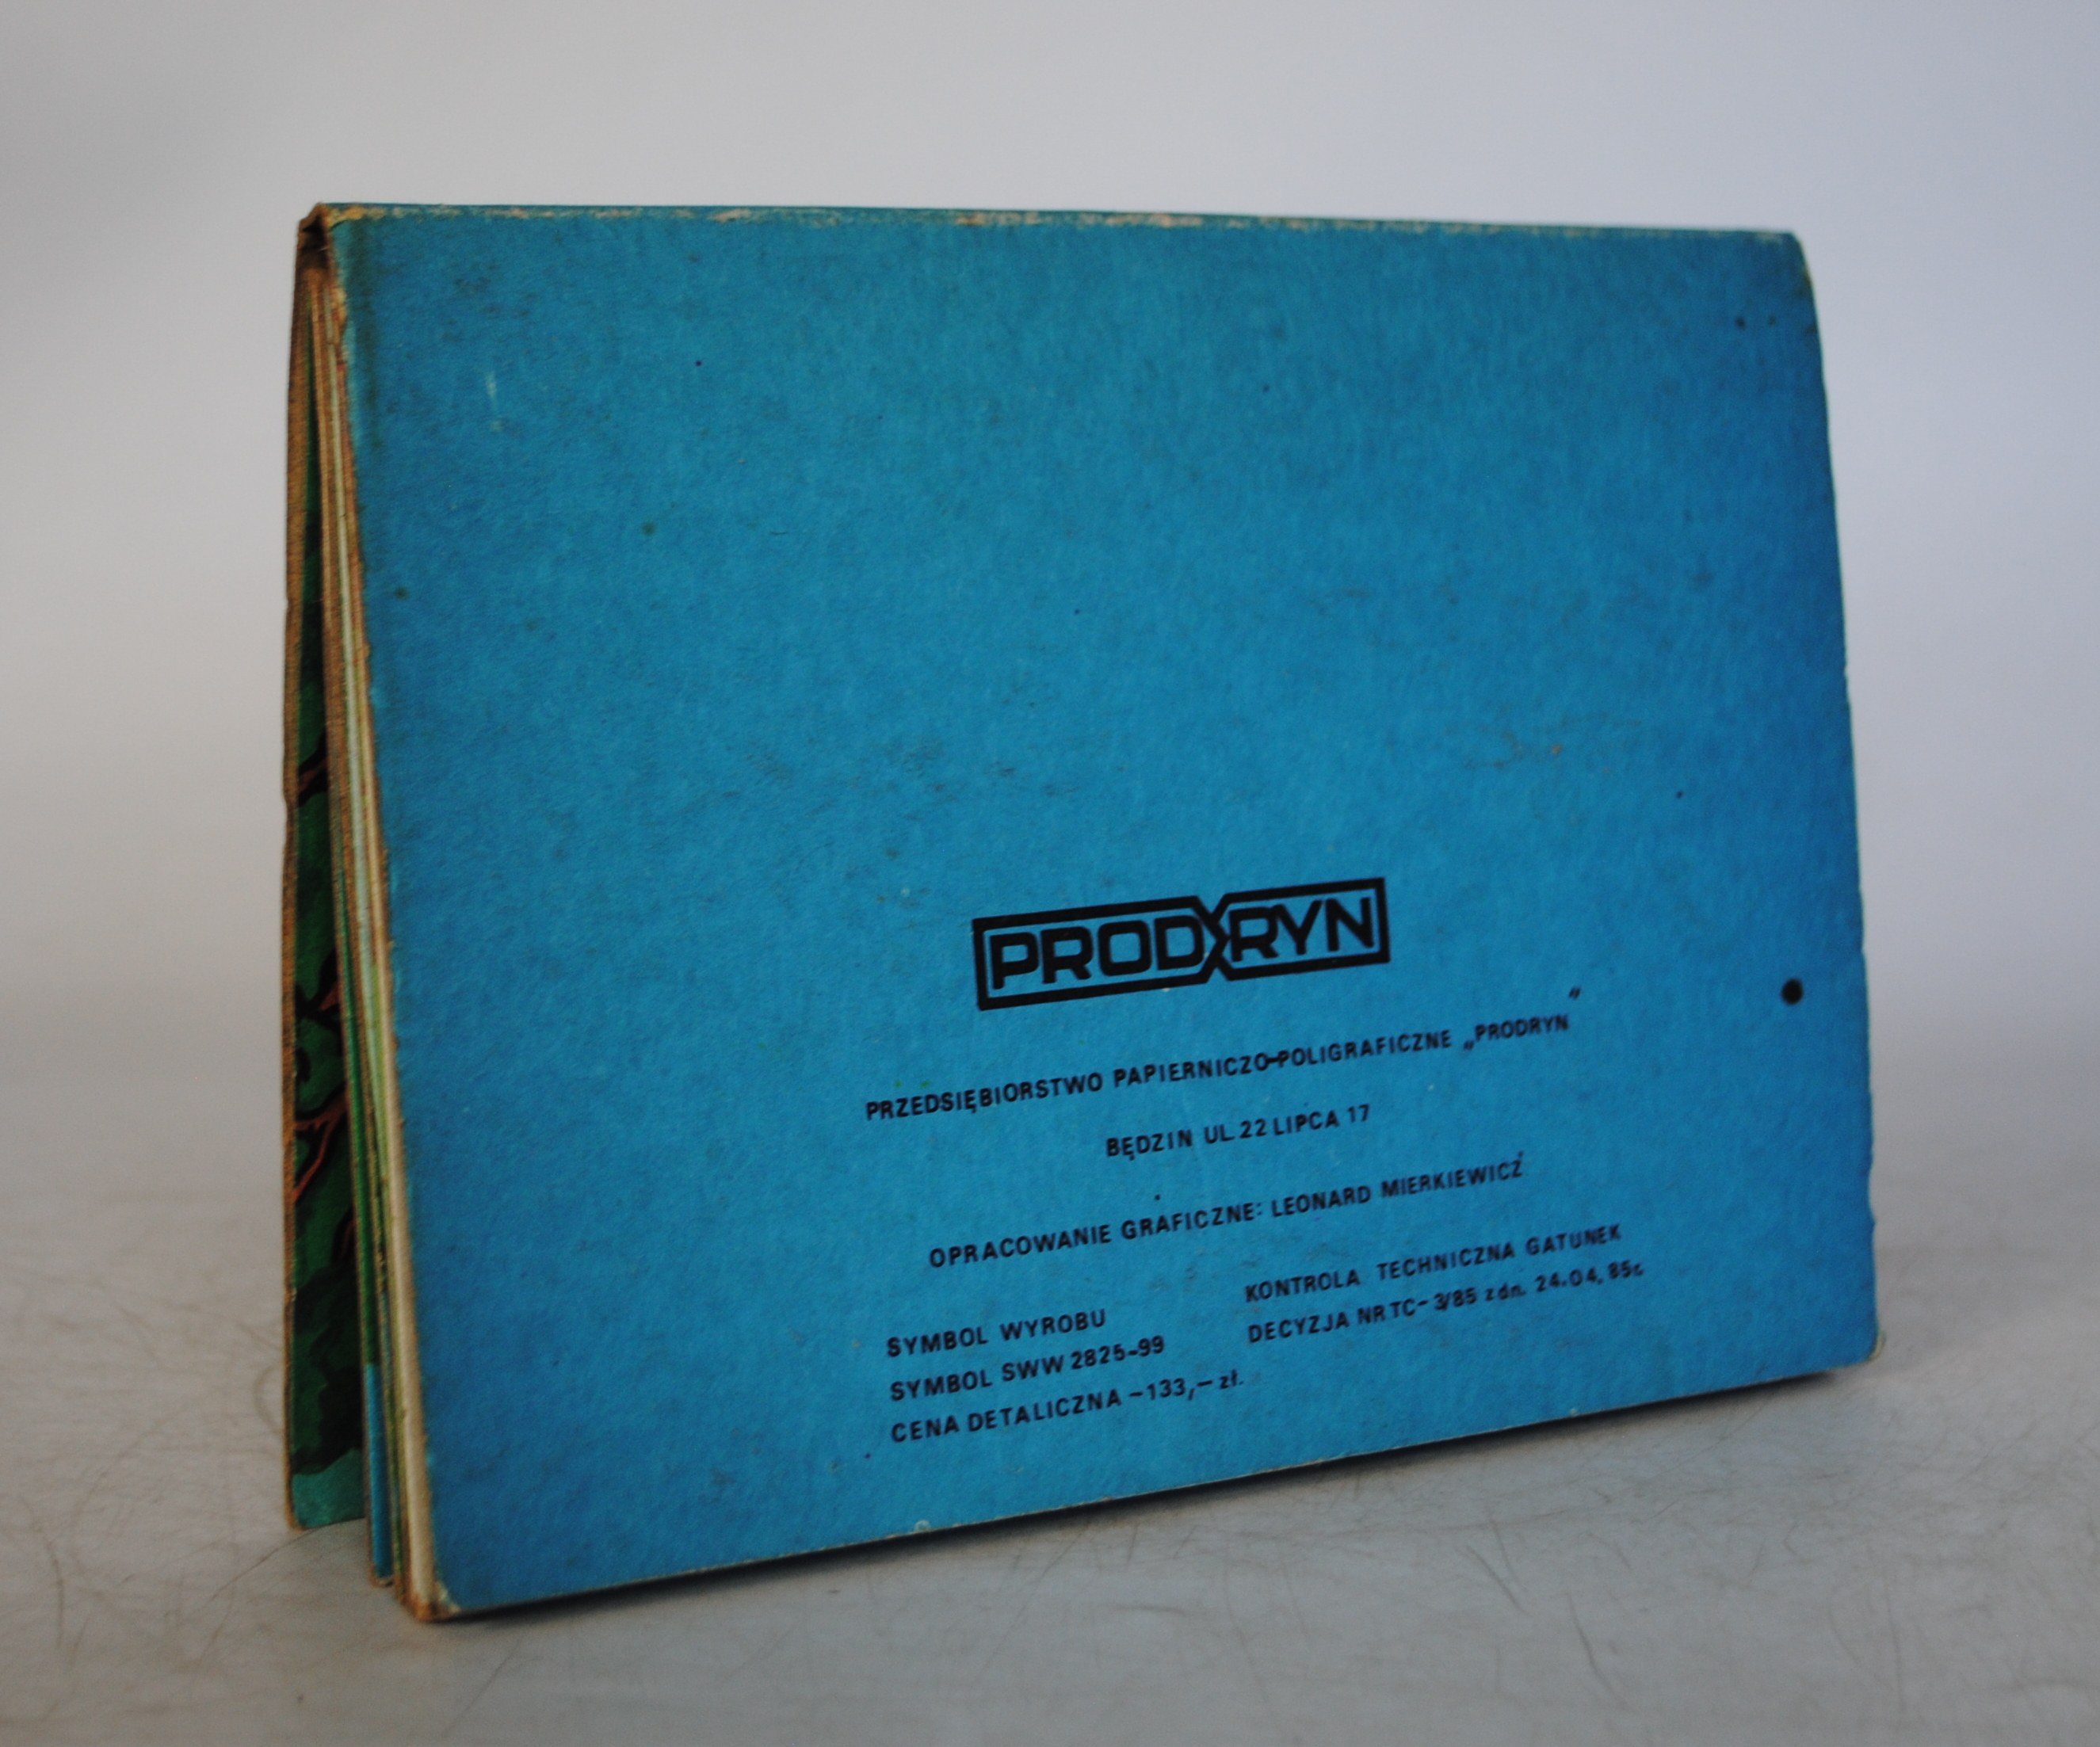 PRODRYN
PRZEDSIĘBIORSTWO PAPIERNICZO-POLIGRAFICZNE „PRODRYN"
BĘDZIN UL. 22 LIPCA 17
OPRACOWANIE GRAFICZNE: LEONARD MIERKIEWICZ
SYMBOL WYROBU
SYMBOL SWW 2825-99
CENA DETALICZNA –133,– zł.
KONTROLA TECHNICZNA GATUNEK
DECYZJA NR TC- 3/85 z dn. 24.04.85r.